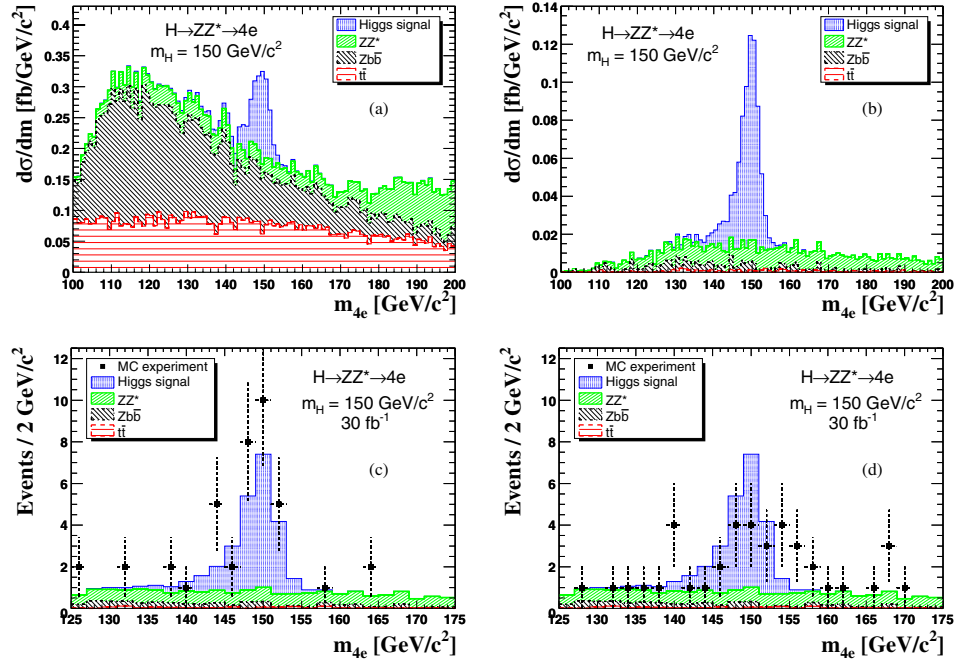 dσ/dm [fb/GeV/c²]
0.4
0.35
0.3
0.25
0.2
0.15
0.1
0.05
0
H→ZZ*→4e
m_H = 150 GeV/c²
Higgs signal
ZZ*
Zbb̄
tt̄
(a)
100 110 120 130 140 150 160 170 180 190 200
m_4e [GeV/c²]
dσ/dm [fb/GeV/c²]
0.14
0.12
0.1
0.08
0.06
0.04
0.02
0
H→ZZ*→4e
m_H = 150 GeV/c²
Higgs signal
ZZ*
Zbb̄
tt̄
(b)
100 110 120 130 140 150 160 170 180 190 200
m_4e [GeV/c²]
Events / 2 GeV/c²
12
10
8
6
4
2
0
MC experiment
Higgs signal
ZZ*
Zbb̄
tt̄
H→ZZ*→4e
m_H = 150 GeV/c²
30 fb⁻¹
(c)
125 130 135 140 145 150 155 160 165 170 175
m_4e [GeV/c²]
Events / 2 GeV/c²
12
10
8
6
4
2
0
MC experiment
Higgs signal
ZZ*
Zbb̄
tt̄
H→ZZ*→4e
m_H = 150 GeV/c²
30 fb⁻¹
(d)
125 130 135 140 145 150 155 160 165 170 175
m_4e [GeV/c²]